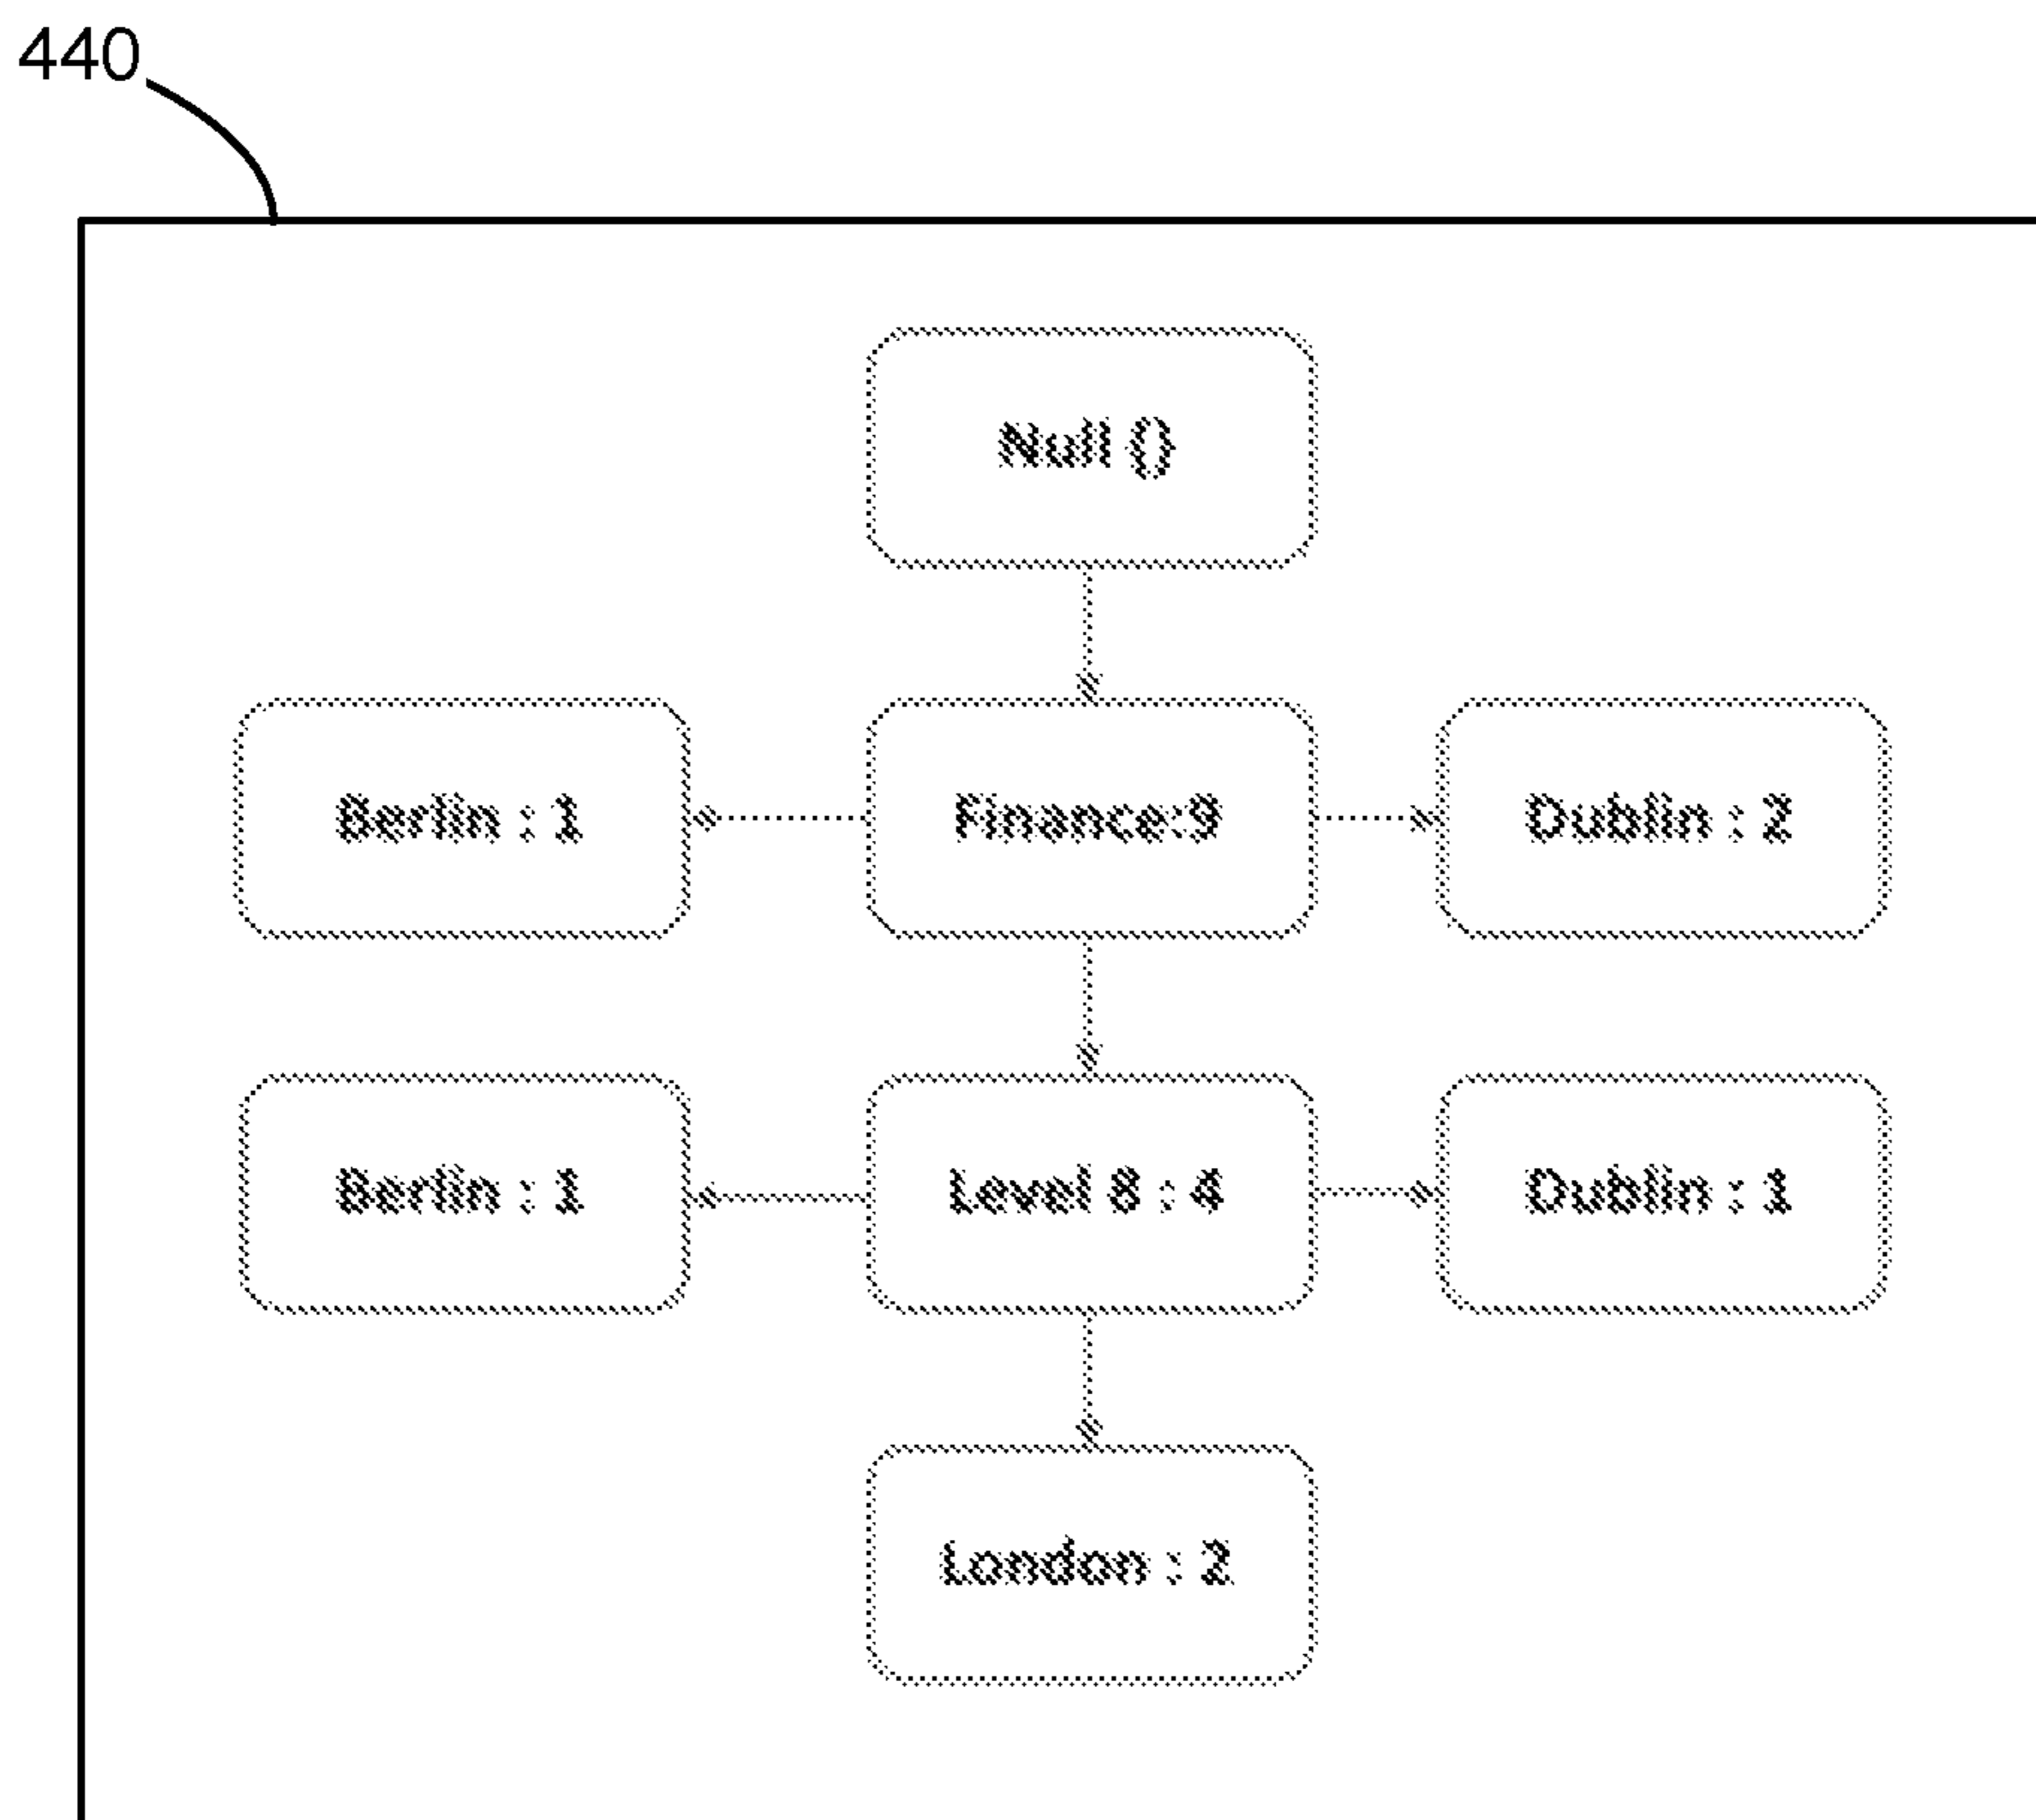 440
Null {}
Berlin : 1
Finance:9
Dublin : 2
Berlin : 1
Level 8 : 4
Dublin : 1
London : 2